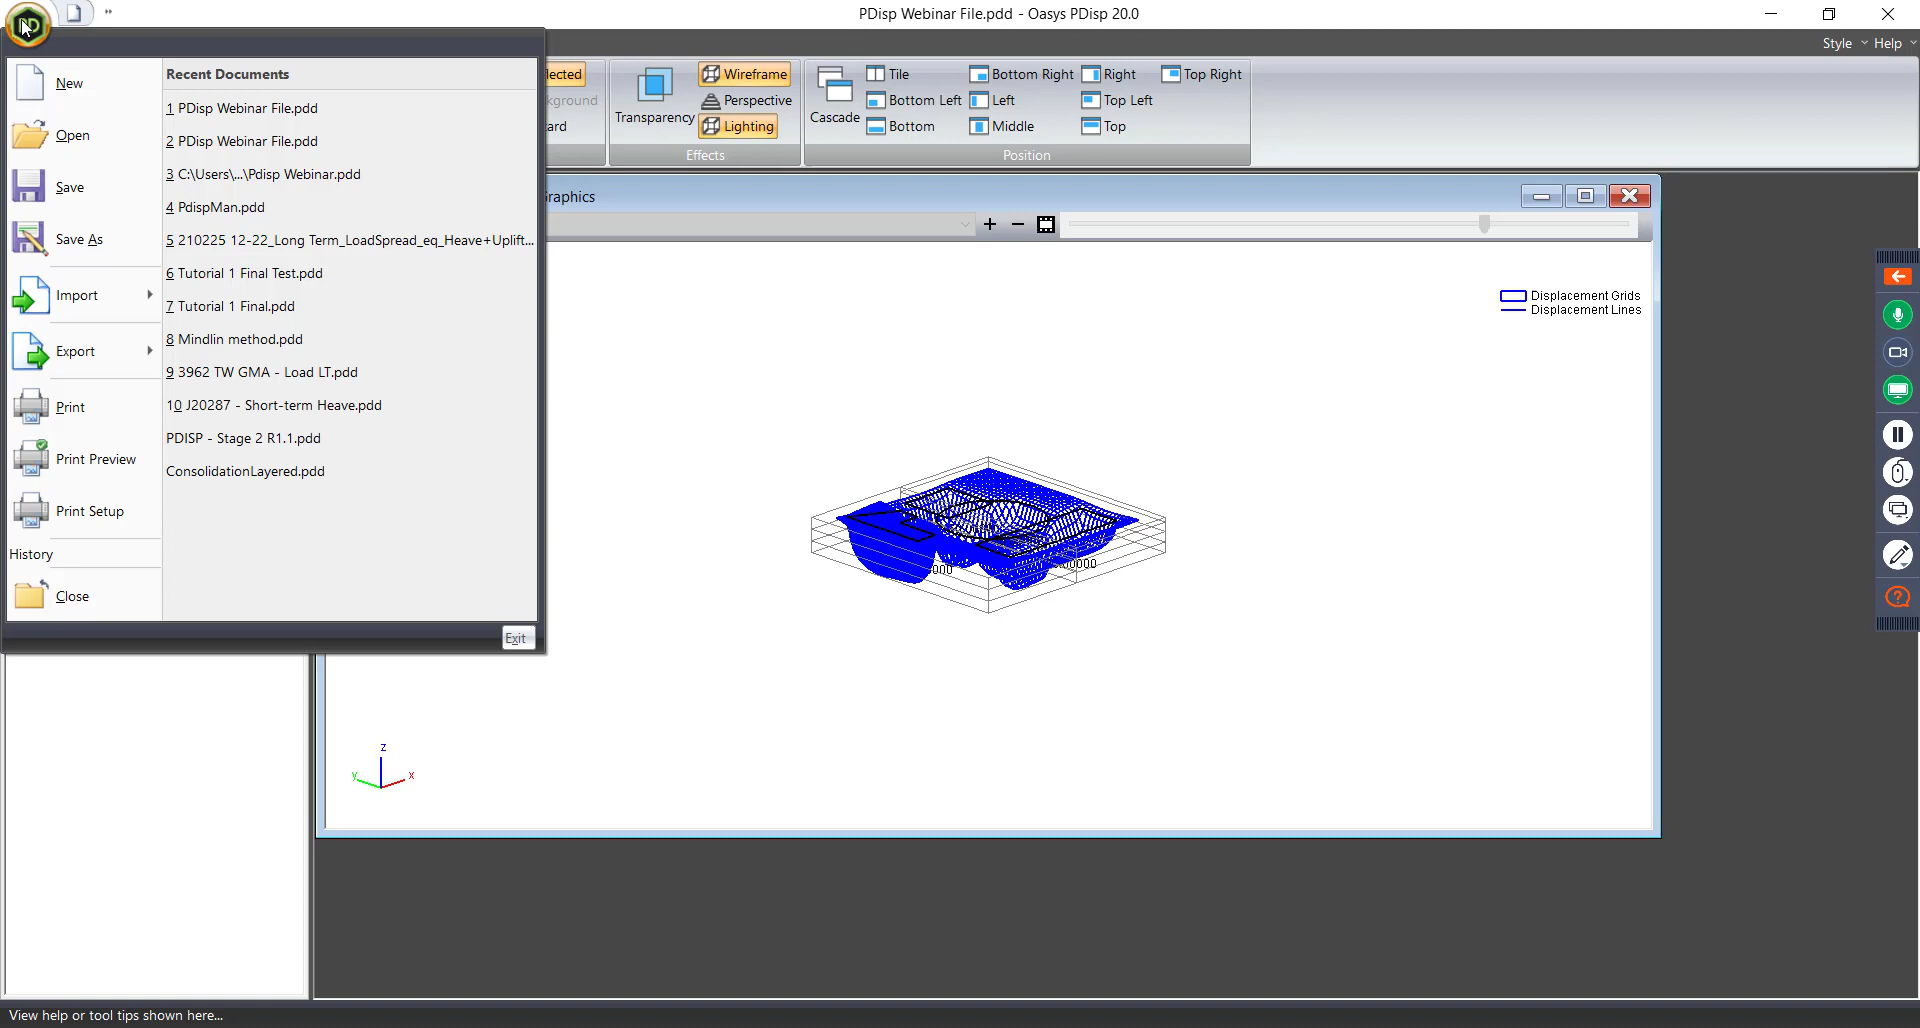 PDisp Webinar File.pdd - Oasys PDisp 20.0
Style Help
New
Open
Save
Save As
Import
Export
Print
Print Preview
Print Setup
History
Close
Recent Documents
1 PDisp Webinar File.pdd
2 PDisp Webinar File.pdd
3 C:\Users\...\Pdisp Webinar.pdd
4 PdispMan.pdd
5 210225 12-22_Long Term_LoadSpread_eq_Heave+Uplift...
6 Tutorial 1 Final Test.pdd
7 Tutorial 1 Final.pdd
8 Mindlin method.pdd
9 3962 TW GMA - Load LT.pdd
10 J20287 - Short-term Heave.pdd
PDISP - Stage 2 R1.1.pdd
ConsolidationLayered.pdd
Exit
Transparency
Wireframe
Perspective
Lighting
Effects
Cascade
Tile
Bottom Left
Bottom
Bottom Right
Left
Middle
Right
Top Left
Top
Top Right
Position
Displacement Grids
Displacement Lines
z
y
x
View help or tool tips shown here...